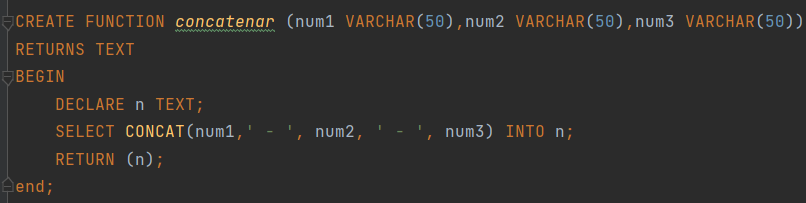 CREATE FUNCTION concatenar (num1 VARCHAR(50),num2 VARCHAR(50),num3 VARCHAR(50))
RETURNS TEXT
BEGIN
    DECLARE n TEXT;
    SELECT CONCAT(num1,' - ', num2, ' - ', num3) INTO n;
    RETURN (n);
end;